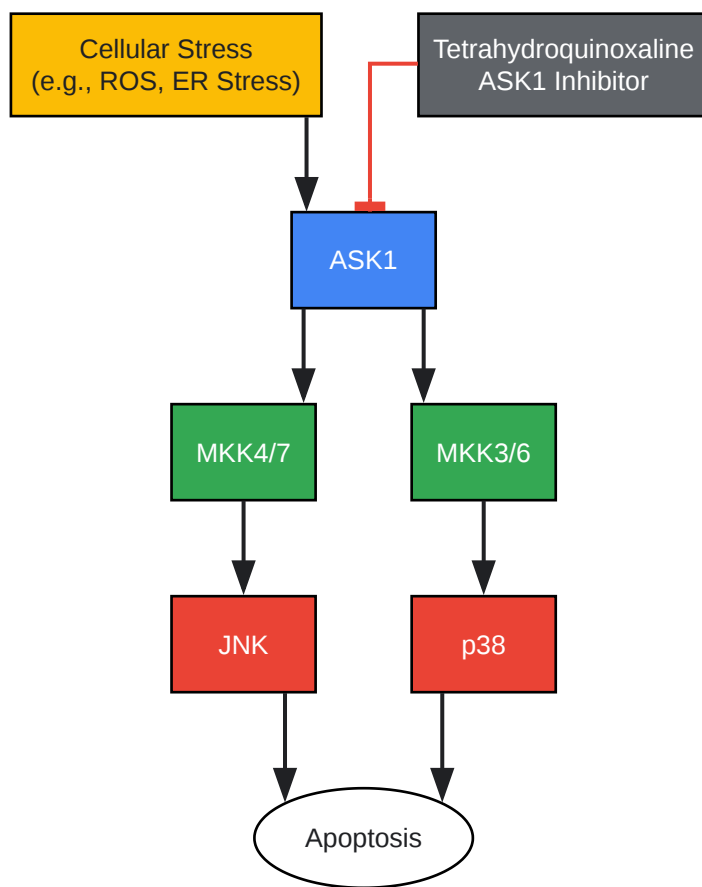 Cellular Stress
(e.g., ROS, ER Stress)
Tetrahydroquinoxaline
ASK1 Inhibitor
ASK1
MKK4/7
MKK3/6
JNK
p38
Apoptosis